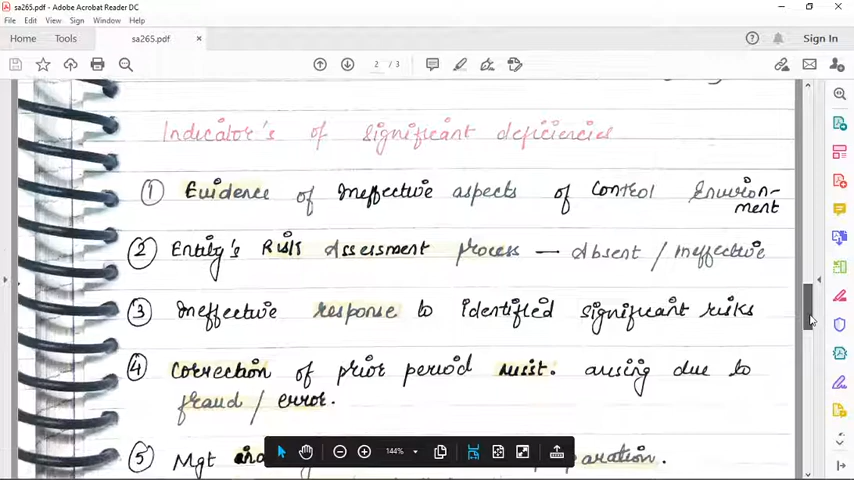 sa265.pdf - Adobe Acrobat Reader DC
File Edit View Sign Window Help
Home Tools sa265.pdf × Sign In
2 / 3
Indicator's of significant deficiencies
① Evidence of Ineffective aspects of Control Environ-
ment
② Entity's Risk Assessment process — Absent / Ineffective
③ Ineffective response to identified significant risks
④ Correction of prior period misst. arising due to
fraud / error.
⑤ Mgt
144%
paration.